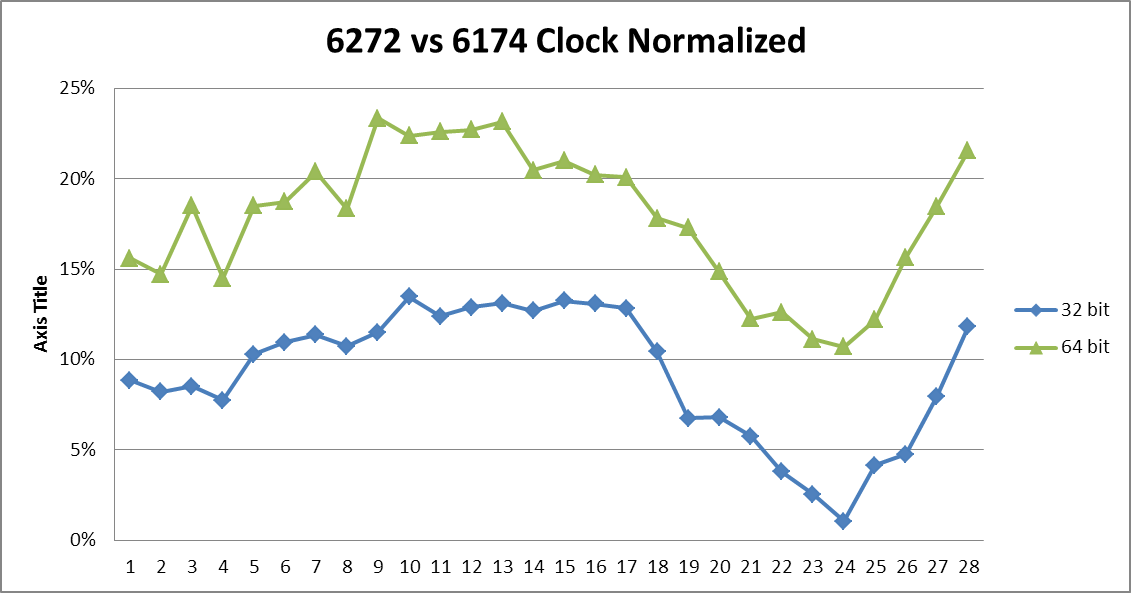 6272 vs 6174 Clock Normalized
Axis Title
25%
20%
15%
10%
5%
0%
1 2 3 4 5 6 7 8 9 10 11 12 13 14 15 16 17 18 19 20 21 22 23 24 25 26 27 28
32 bit
64 bit